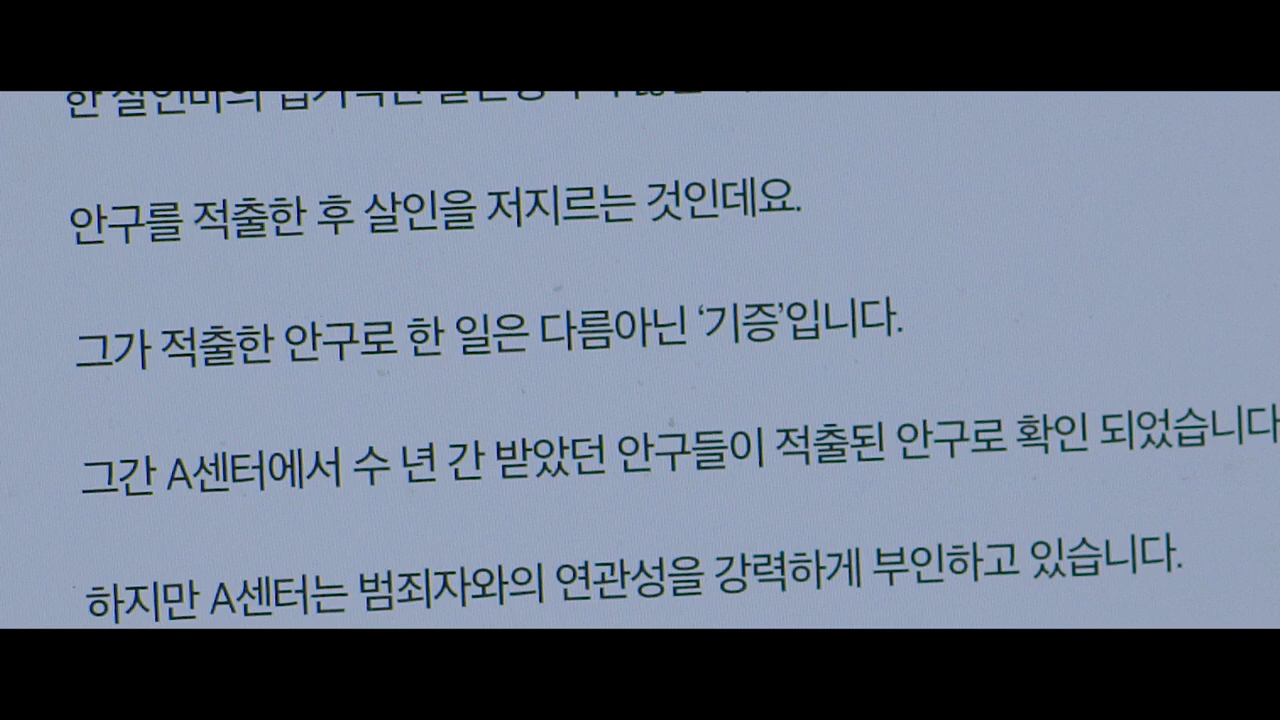 한 살인마의
안구를 적출한 후 살인을 저지르는 것인데요.
그가 적출한 안구로 한 일은 다름아닌 ‘기증’입니다.
그간 A센터에서 수 년 간 받았던 안구들이 적출된 안구로 확인 되었습니다
하지만 A센터는 범죄자와의 연관성을 강력하게 부인하고 있습니다.